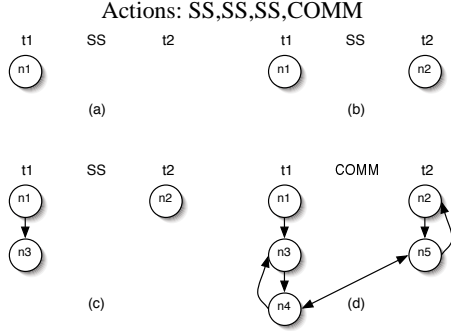 Actions: SS,SS,SS,COMM
t1 SS t2 t1 SS t2
n1 n1 n2
(a) (b)
t1 SS t2 t1 COMM t2
n1 n2 n1 n2
n3 n3 n5
(c) n4 (d)